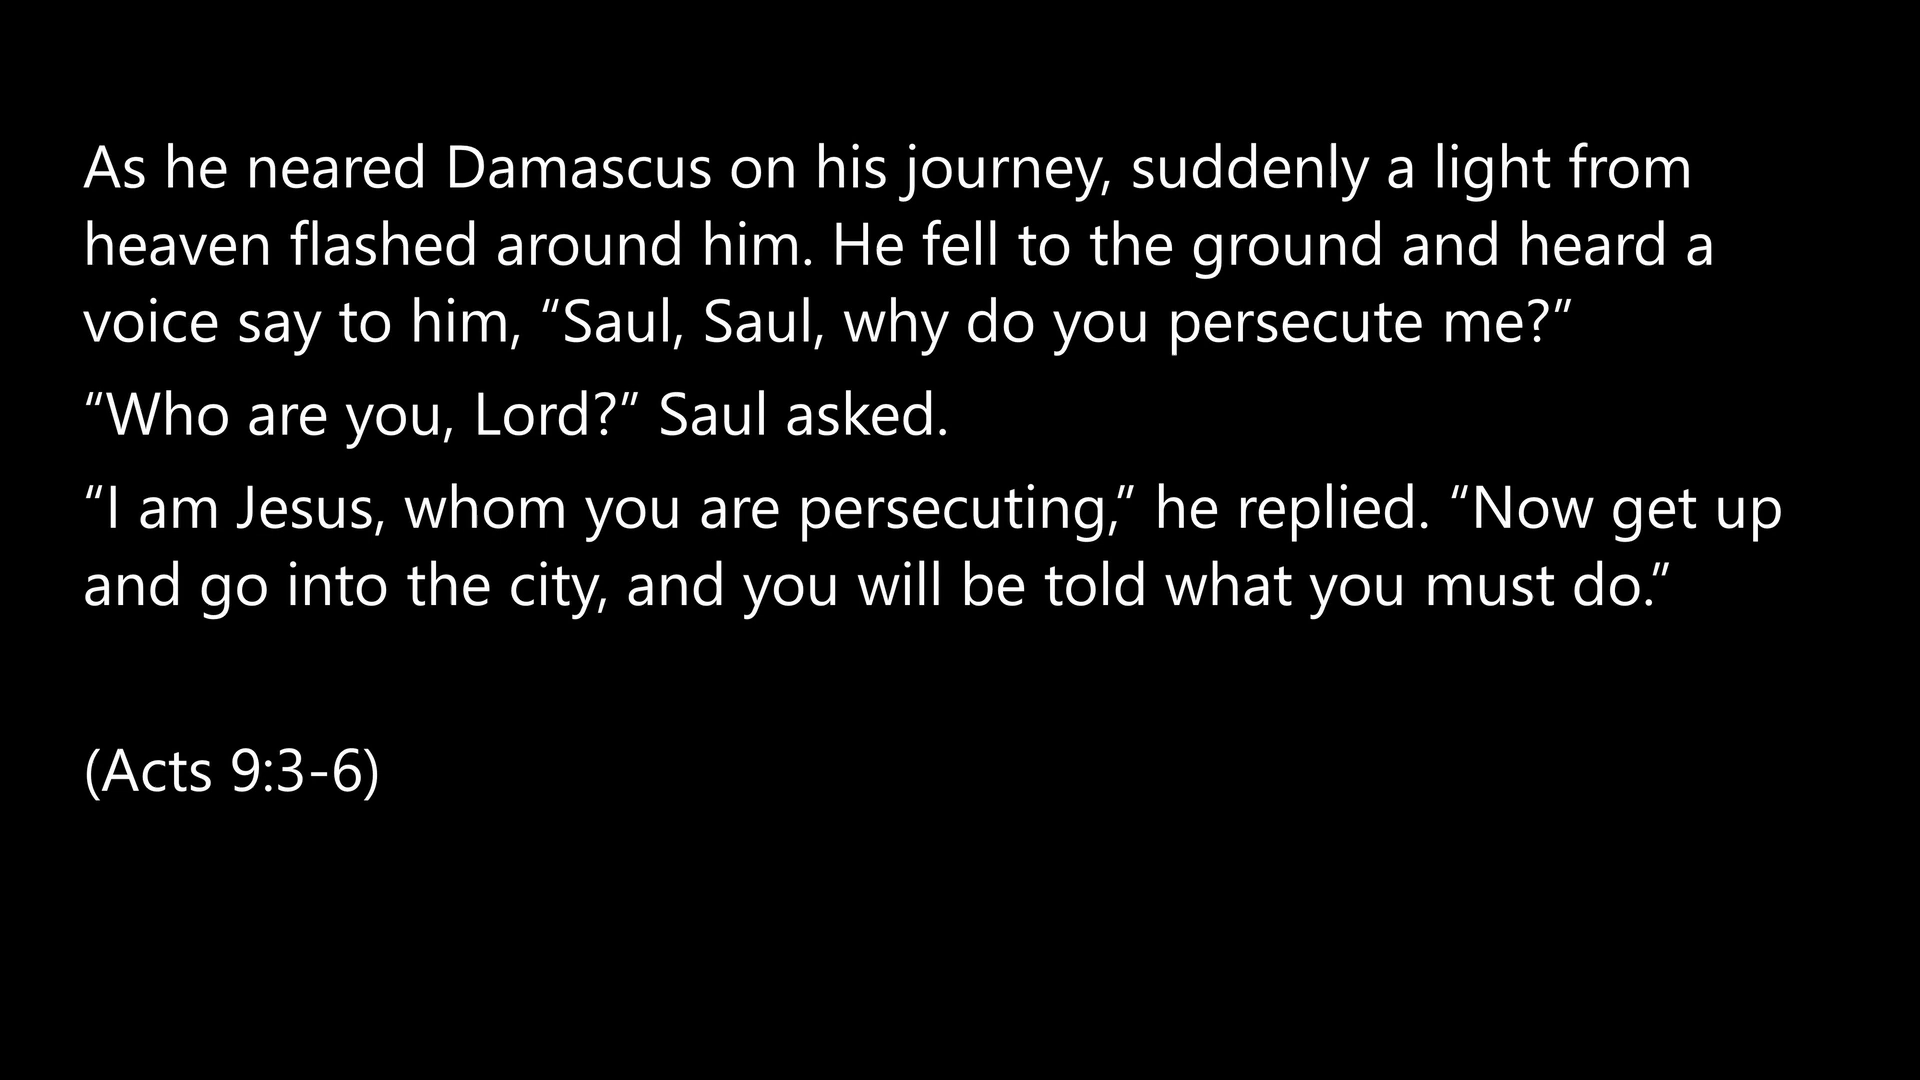 As he neared Damascus on his journey, suddenly a light from
heaven flashed around him. He fell to the ground and heard a
voice say to him, “Saul, Saul, why do you persecute me?”
“Who are you, Lord?” Saul asked.
“I am Jesus, whom you are persecuting,” he replied. “Now get up
and go into the city, and you will be told what you must do.”
(Acts 9:3-6)